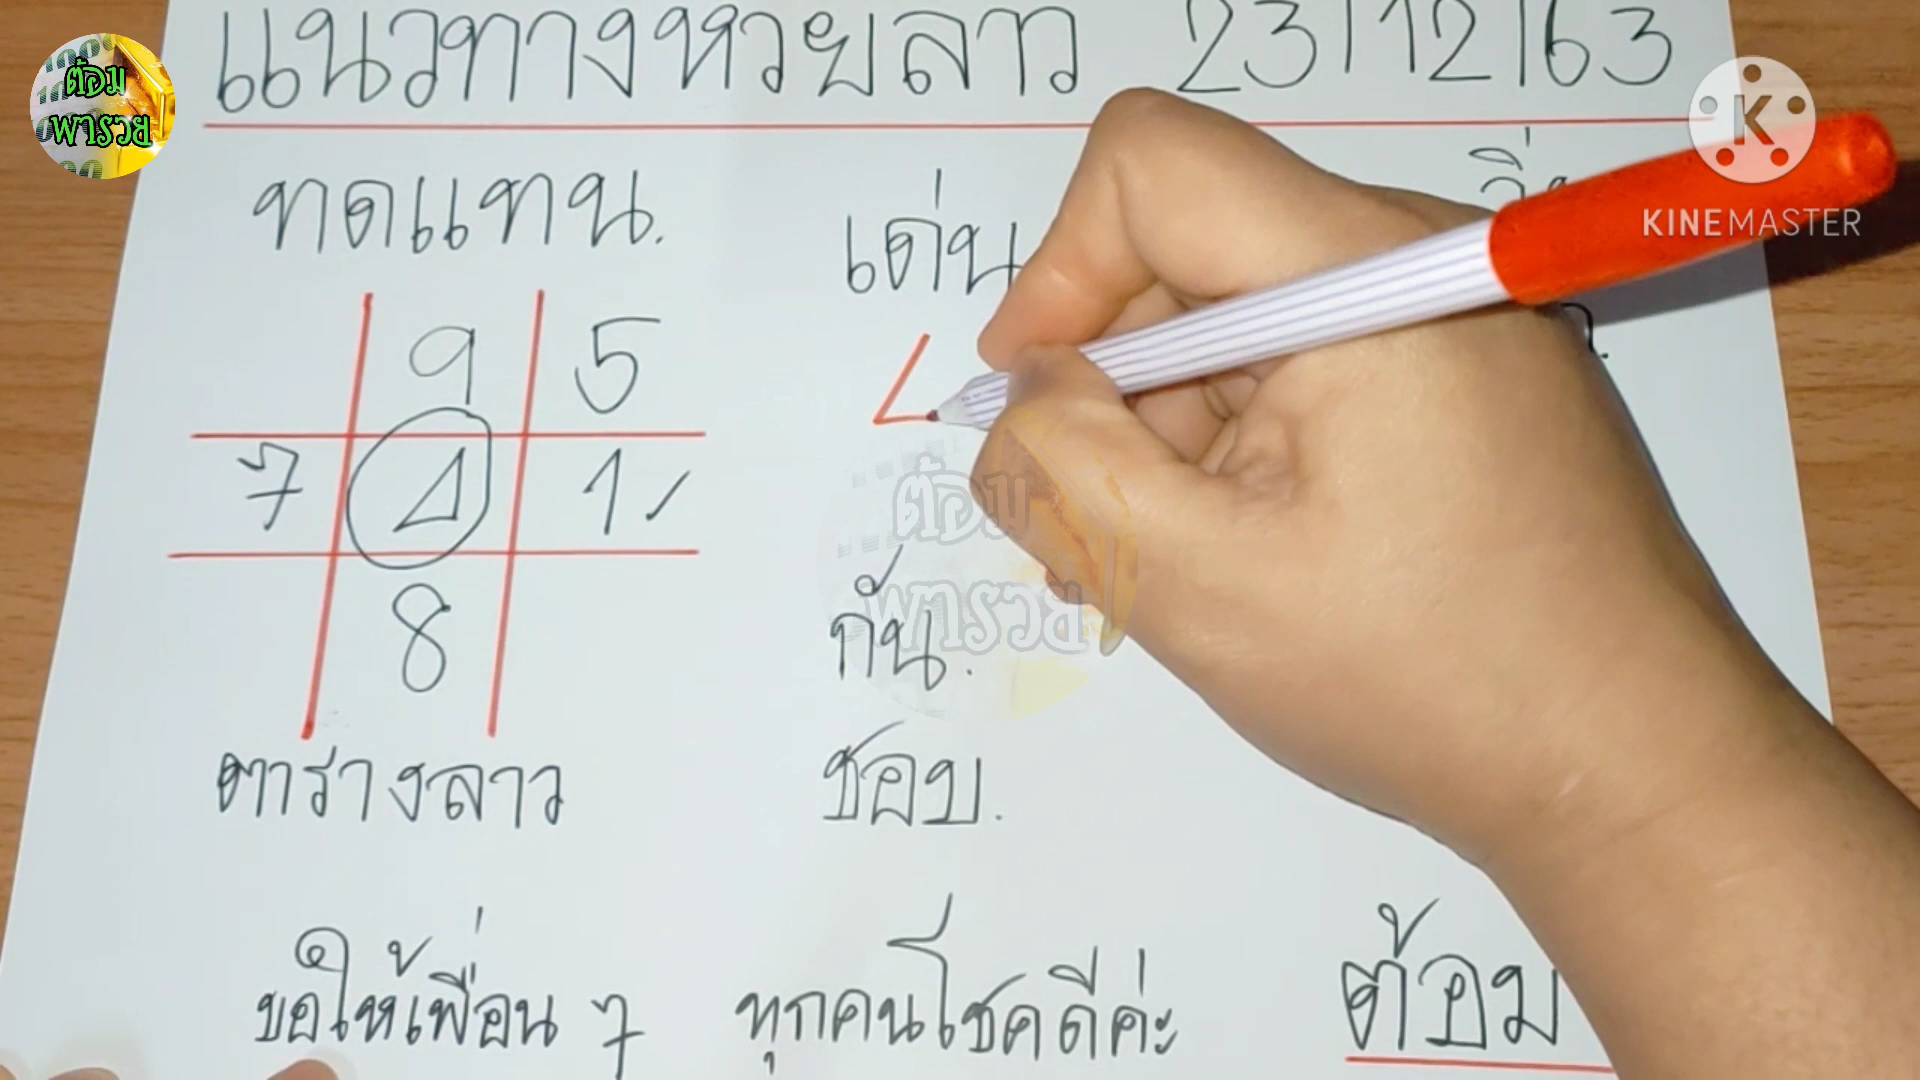 แนวทางหวยลาว 23/12/63
ต้อม
พารวย
KINEMASTER
ทดแทน.
เด่น
9 5
7 4 1
8
ต้อม
พารวย
กัน.
ตารางลาว
ชอบ.
ขอให้เพื่อน ๆ ทุกคนโชคดีค่ะ
ต้อม